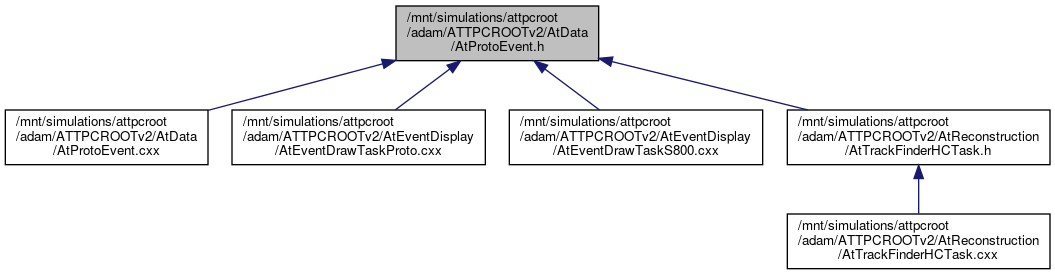 /mnt/simulations/attpcroot
/adam/ATTPCROOTv2/AtData
/AtProtoEvent.h
/mnt/simulations/attpcroot
/adam/ATTPCROOTv2/AtData
/AtProtoEvent.cxx
/mnt/simulations/attpcroot
/adam/ATTPCROOTv2/AtEventDisplay
/AtEventDrawTaskProto.cxx
/mnt/simulations/attpcroot
/adam/ATTPCROOTv2/AtEventDisplay
/AtEventDrawTaskS800.cxx
/mnt/simulations/attpcroot
/adam/ATTPCROOTv2/AtReconstruction
/AtTrackFinderHCTask.h
/mnt/simulations/attpcroot
/adam/ATTPCROOTv2/AtReconstruction
/AtTrackFinderHCTask.cxx